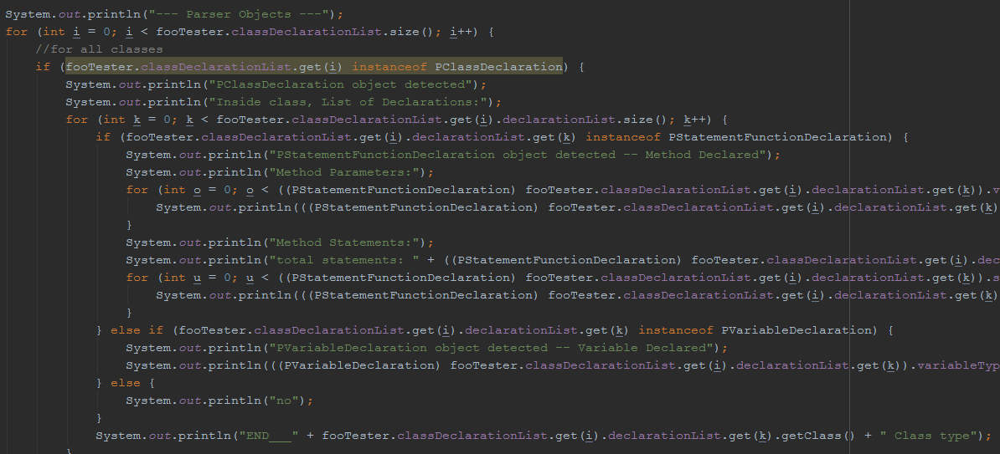 System.out.println("--- Parser Objects ---");
for (int i = 0; i < fooTester.classDeclarationList.size(); i++) {
//for all classes
if (fooTester.classDeclarationList.get(i) instanceof PClassDeclaration) {
System.out.println("PClassDeclaration object detected");
System.out.println("Inside class, List of Declarations:");
for (int k = 0; k < fooTester.classDeclarationList.get(i).declarationList.size(); k++) {
if (fooTester.classDeclarationList.get(i).declarationList.get(k) instanceof PStatementFunctionDeclaration) {
System.out.println("PStatementFunctionDeclaration object detected -- Method Declared");
System.out.println("Method Parameters:");
for (int o = 0; o < ((PStatementFunctionDeclaration) fooTester.classDeclarationList.get(i).declarationList.get(k)).v
System.out.println(((PStatementFunctionDeclaration) fooTester.classDeclarationList.get(i).declarationList.get(k)
}
System.out.println("Method Statements:");
System.out.println("total statements: " + ((PStatementFunctionDeclaration) fooTester.classDeclarationList.get(i).dec
for (int u = 0; u < ((PStatementFunctionDeclaration) fooTester.classDeclarationList.get(i).declarationList.get(k)).s
System.out.println(((PStatementFunctionDeclaration) fooTester.classDeclarationList.get(i).declarationList.get(k)
}
} else if (fooTester.classDeclarationList.get(i).declarationList.get(k) instanceof PVariableDeclaration) {
System.out.println("PVariableDeclaration object detected -- Variable Declared");
System.out.println(((PVariableDeclaration) fooTester.classDeclarationList.get(i).declarationList.get(k)).variableTyp
} else {
System.out.println("no");
}
System.out.println("END___" + fooTester.classDeclarationList.get(i).declarationList.get(k).getClass() + " Class type");
}